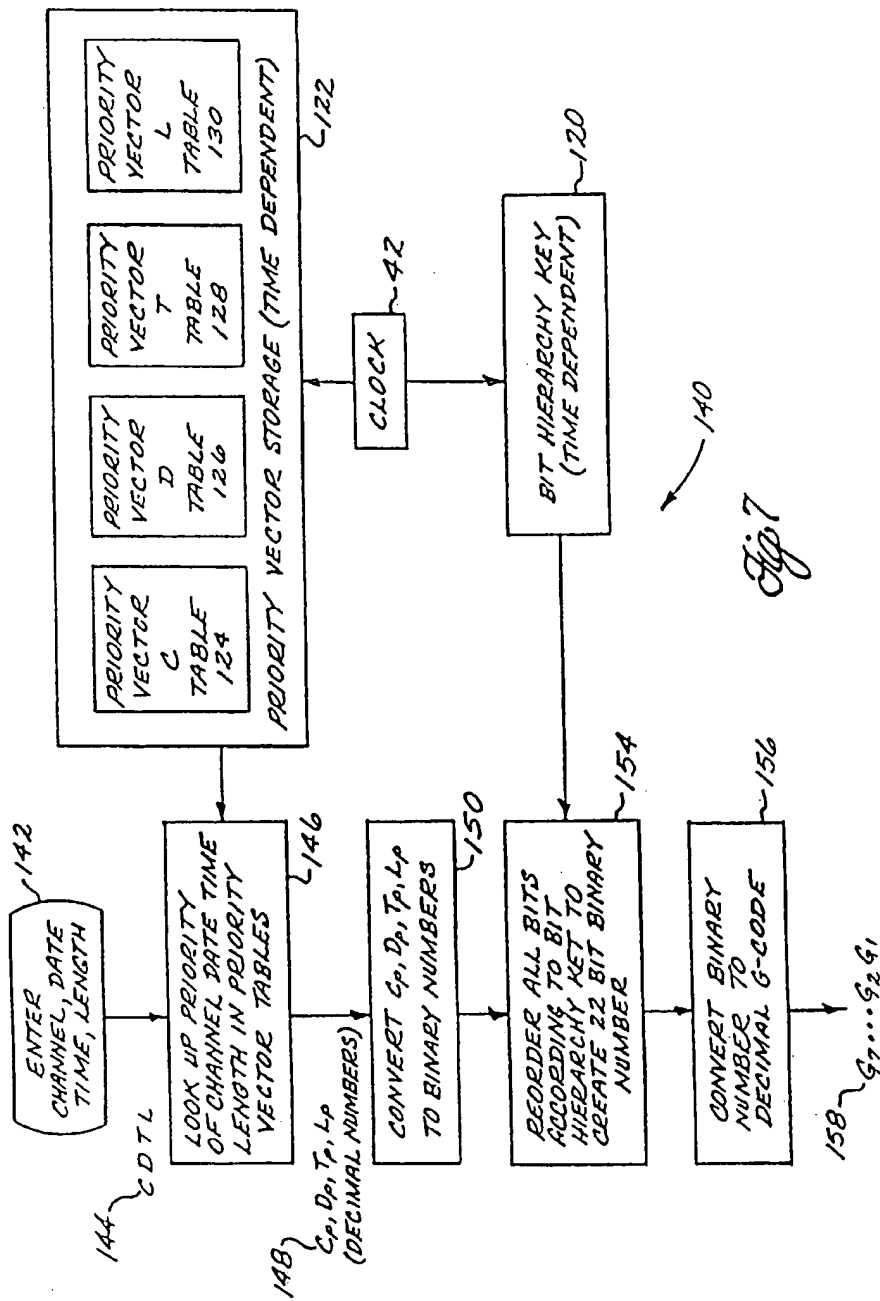 142
ENTER
CHANNEL, DATE
TIME, LENGTH
144
C D T L
LOOK UP PRIORITY
OF CHANNEL DATE TIME
LENGTH IN PRIORITY
VECTOR TABLES
146
148
Cp, Dp, Tp, Lp
(DECIMAL NUMBERS)
CONVERT Cp, Dp, Tp, Lp
TO BINARY NUMBERS
150
REORDER ALL BITS
ACCORDING TO BIT
HIERARCHY KET TO
CREATE 22 BIT BINARY
NUMBER
154
CONVERT BINARY
NUMBER TO
DECIMAL G-CODE
156
158
G7 ... G2 G1
PRIORITY
VECTOR
C
TABLE
124
PRIORITY
VECTOR
D
TABLE
126
PRIORITY
VECTOR
T
TABLE
128
PRIORITY
VECTOR
L
TABLE
130
PRIORITY VECTOR STORAGE (TIME DEPENDENT)
122
CLOCK
42
BIT HIERARCHY KEY
(TIME DEPENDENT)
120
140
Fig. 7